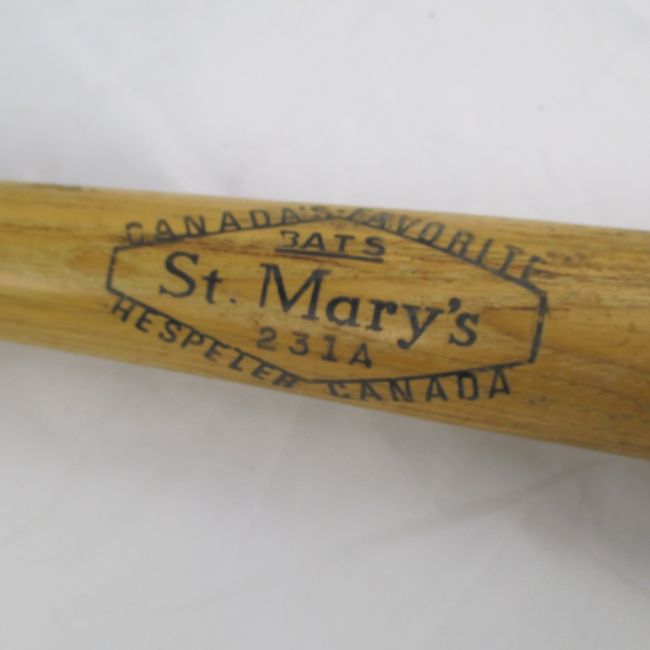 CANADA'S FAVORITE
BATS
St. Mary's
231A
HESPELER CANADA